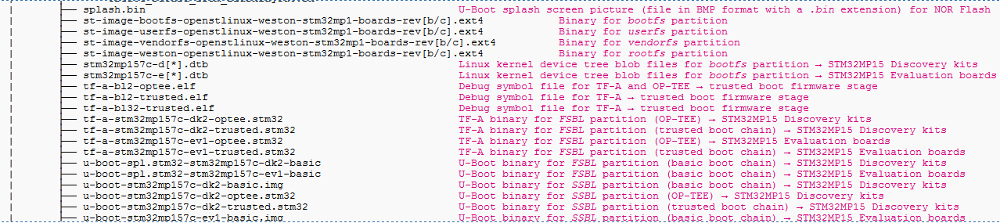 ├── splash.bin U-Boot splash screen picture (file in BMP format with a .bin extension) for NOR Flash
├── st-image-bootfs-openstlinux-weston-stm32mp1-boards-rev[b/c].ext4 Binary for bootfs partition
├── st-image-userfs-openstlinux-weston-stm32mp1-boards-rev[b/c].ext4 Binary for userfs partition
├── st-image-vendorfs-openstlinux-weston-stm32mp1-boards-rev[b/c].ext4 Binary for vendorfs partition
├── st-image-weston-openstlinux-weston-stm32mp1-boards-rev[b/c].ext4 Binary for rootfs partition
├── stm32mp157c-d[*].dtb Linux kernel device tree blob files for bootfs partition → STM32MP15 Discovery kits
├── stm32mp157c-e[*].dtb Linux kernel device tree blob files for bootfs partition → STM32MP15 Evaluation boards
├── tf-a-bl2-optee.elf Debug symbol file for TF-A and OP-TEE → trusted boot firmware stage
├── tf-a-bl2-trusted.elf Debug symbol file for TF-A → trusted boot firmware stage
├── tf-a-bl32-trusted.elf Debug symbol file for TF-A → trusted boot firmware stage
├── tf-a-stm32mp157c-dk2-optee.stm32 TF-A binary for FSBL partition (OP-TEE) → STM32MP15 Discovery kits
├── tf-a-stm32mp157c-dk2-trusted.stm32 TF-A binary for FSBL partition (trusted boot chain) → STM32MP15 Discovery kits
├── tf-a-stm32mp157c-ev1-optee.stm32 TF-A binary for FSBL partition (OP-TEE) → STM32MP15 Evaluation boards
├── tf-a-stm32mp157c-ev1-trusted.stm32 TF-A binary for FSBL partition (trusted boot chain) → STM32MP15 Evaluation boards
├── u-boot-spl.stm32-stm32mp157c-dk2-basic U-Boot binary for FSBL partition (basic boot chain) → STM32MP15 Discovery kits
├── u-boot-spl.stm32-stm32mp157c-ev1-basic U-Boot binary for FSBL partition (basic boot chain) → STM32MP15 Evaluation boards
├── u-boot-stm32mp157c-dk2-basic.img U-Boot binary for SSBL partition (basic boot chain) → STM32MP15 Discovery kits
├── u-boot-stm32mp157c-dk2-optee.stm32 U-Boot binary for SSBL partition (OP-TEE) → STM32MP15 Discovery kits
├── u-boot-stm32mp157c-dk2-trusted.stm32 U-Boot binary for SSBL partition (trusted boot chain) → STM32MP15 Discovery kits
├── u-boot-stm32mp157c-ev1-basic.img U-Boot binary for SSBL partition (basic boot chain) → STM32MP15 Evaluation boards